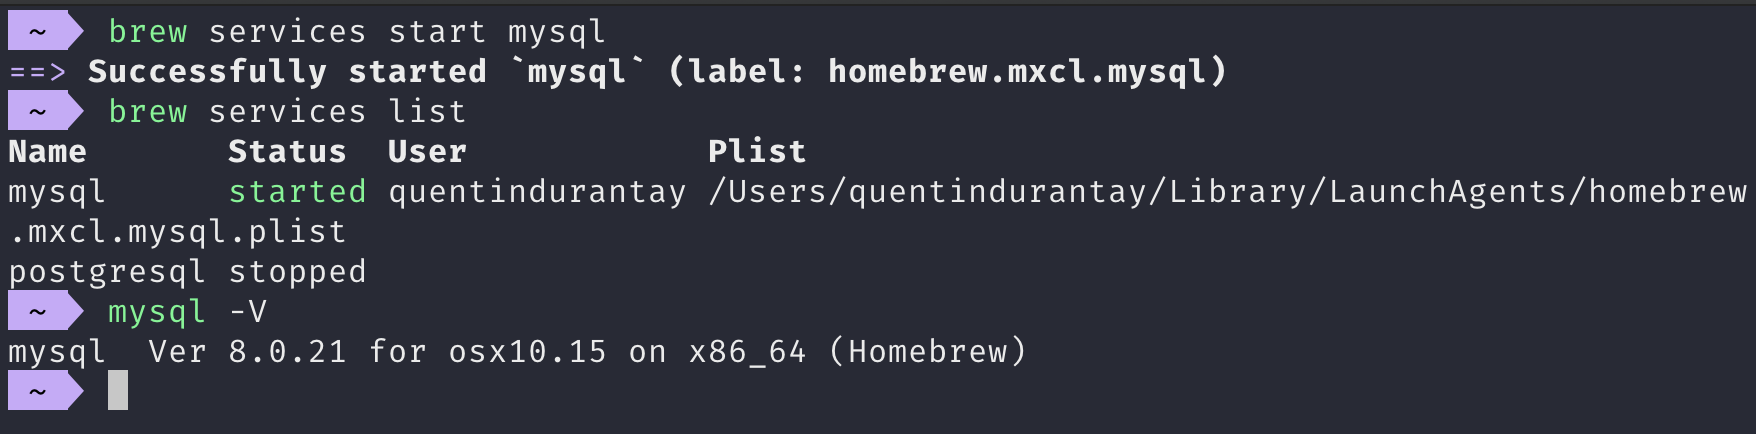 ~ brew services start mysql
==> Successfully started `mysql` (label: homebrew.mxcl.mysql)
~ brew services list
Name       Status  User           Plist
mysql      started quentindurantay /Users/quentindurantay/Library/LaunchAgents/homebrew
.mxcl.mysql.plist
postgresql stopped
~ mysql -V
mysql  Ver 8.0.21 for osx10.15 on x86_64 (Homebrew)
~